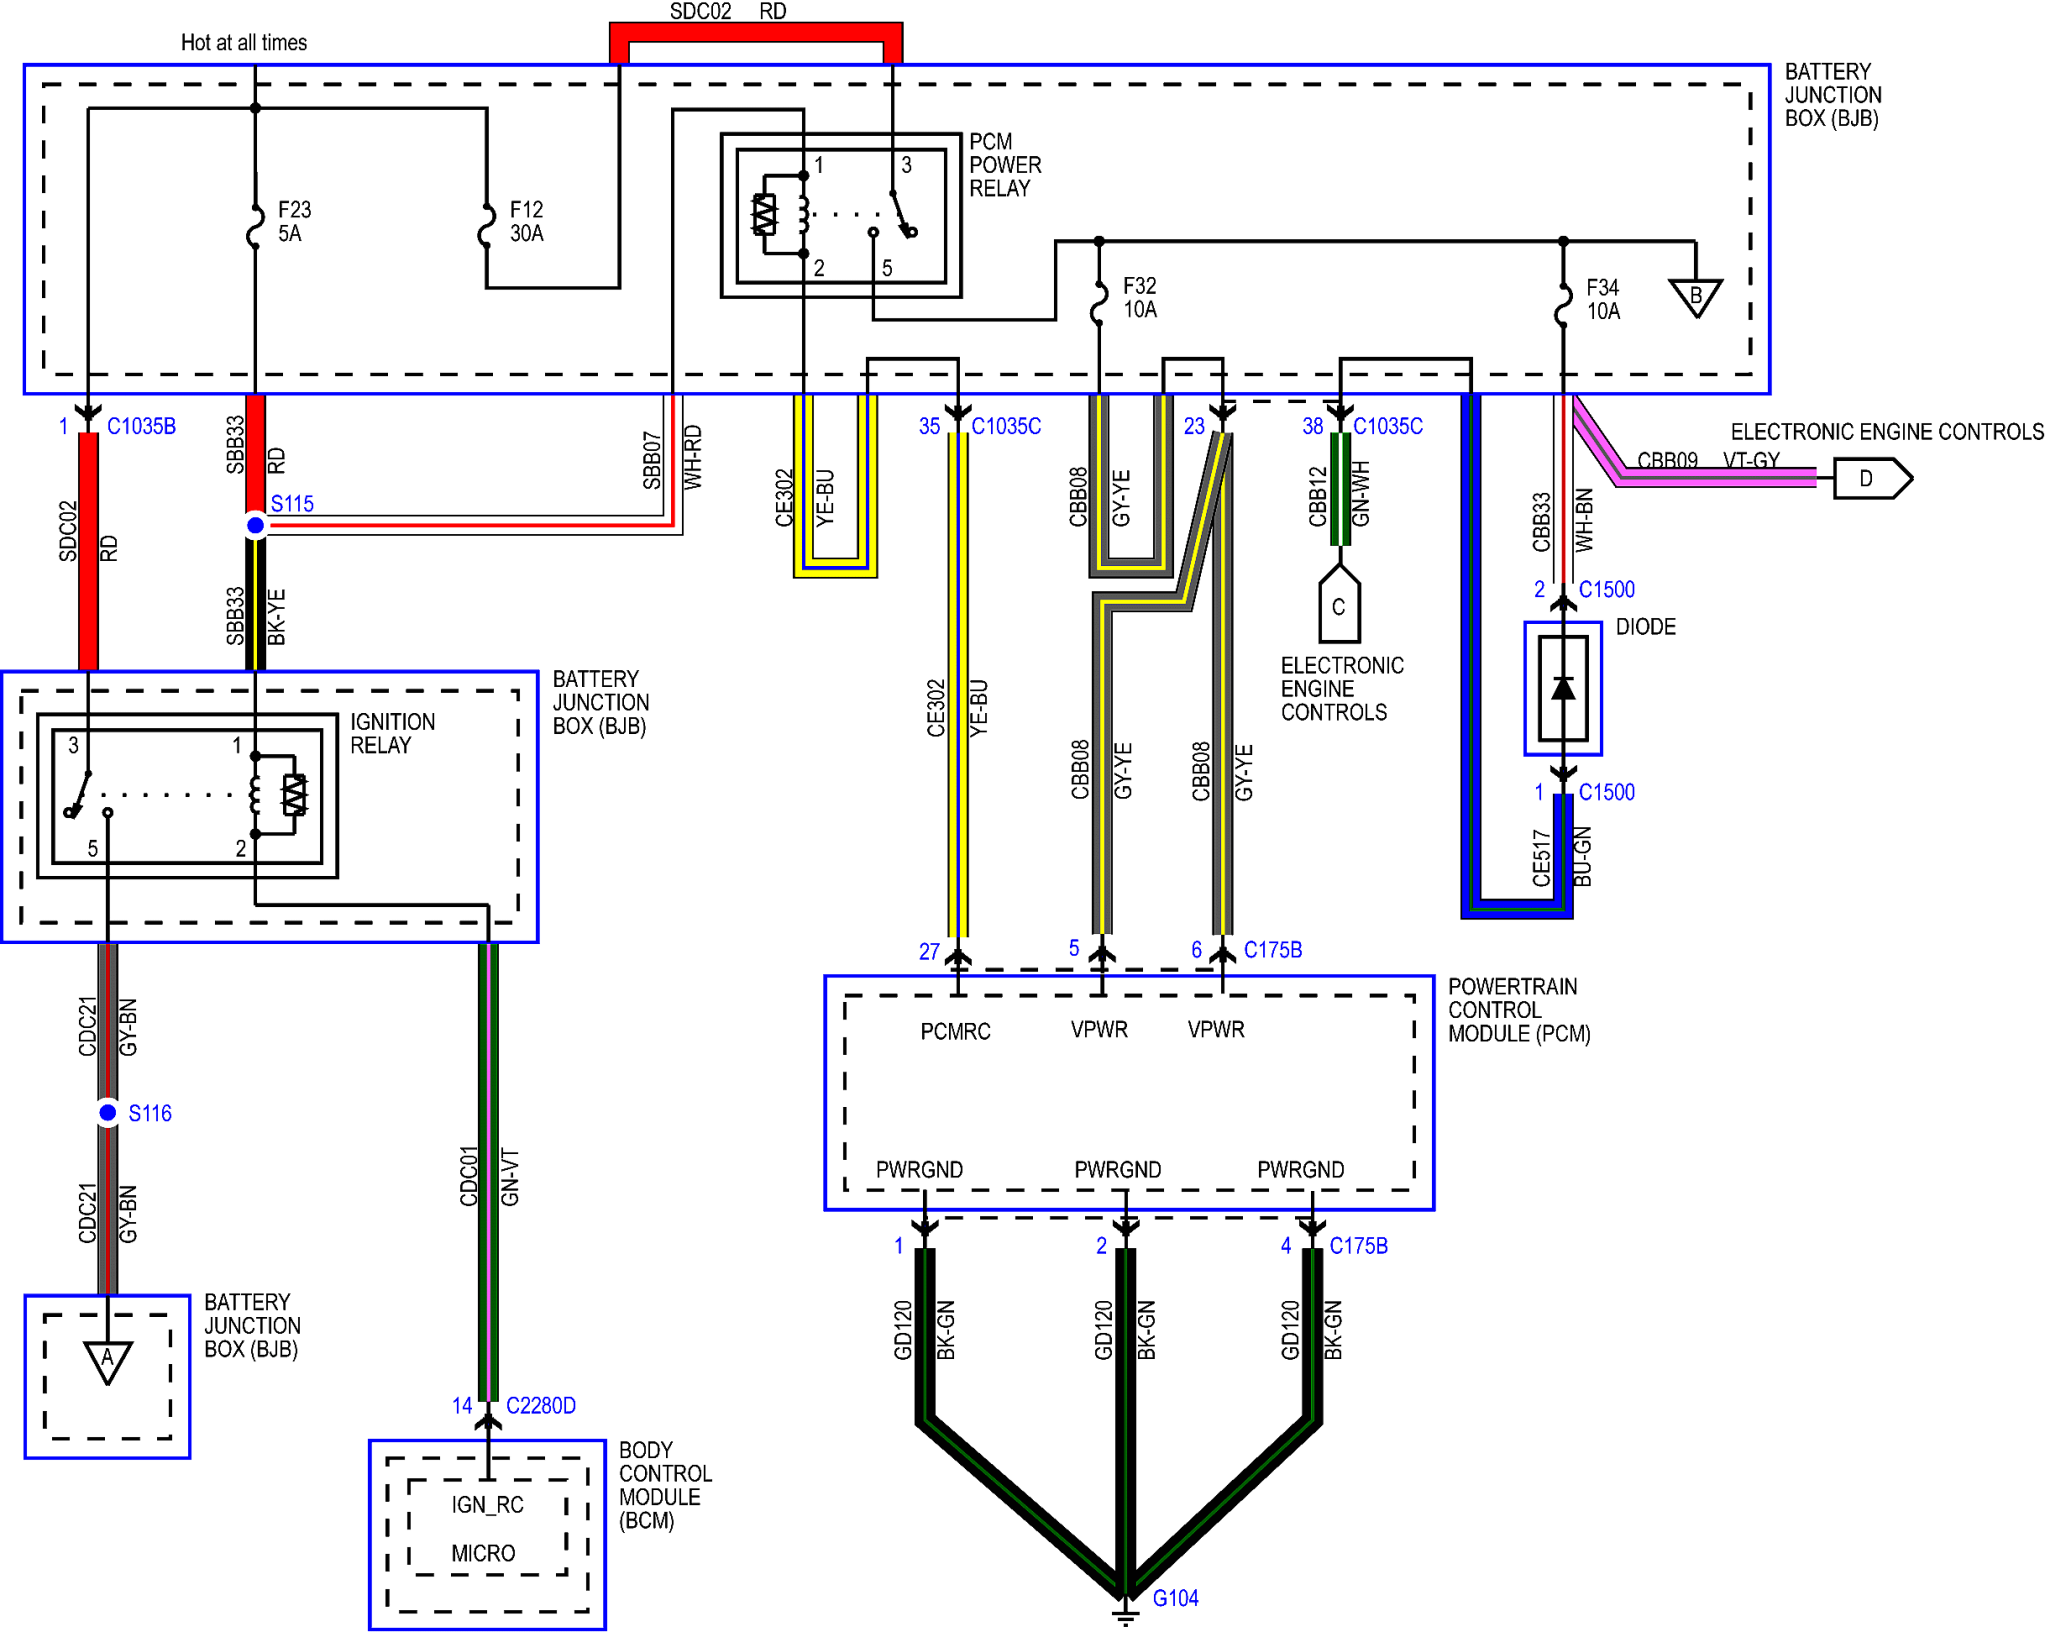 SDC02 RD
Hot at all times
BATTERY
JUNCTION
BOX (BJB)
PCM
POWER
RELAY
1
3
F23
5A
F12
30A
2
5
F32
10A
F34
10A
B
1
C1035B
SBB33
RD
SBB07
WH-RD
35
C1035C
23
38
C1035C
ELECTRONIC ENGINE CONTROLS
CBB09 VT-GY
D
S115
SDC02
RD
CE302
YE-BU
CBB08
GY-YE
CBB12
GN-WH
CBB33
WH-BN
SBB33
BK-YE
C
2
C1500
DIODE
ELECTRONIC
ENGINE
CONTROLS
BATTERY
JUNCTION
BOX (BJB)
IGNITION
RELAY
3
1
5
2
CE302
YE-BU
CBB08
GY-YE
CBB08
GY-YE
1
C1500
CE517
BU-GN
27
5
6
C175B
POWERTRAIN
CONTROL
MODULE (PCM)
PCMRC
VPWR
VPWR
CDC21
GY-BN
S116
CDC01
GN-VT
CDC21
GY-BN
PWRGND
PWRGND
PWRGND
1
2
4
C175B
GD120
BK-GN
GD120
BK-GN
GD120
BK-GN
BATTERY
JUNCTION
BOX (BJB)
A
14
C2280D
BODY
CONTROL
MODULE
(BCM)
IGN_RC
MICRO
G104